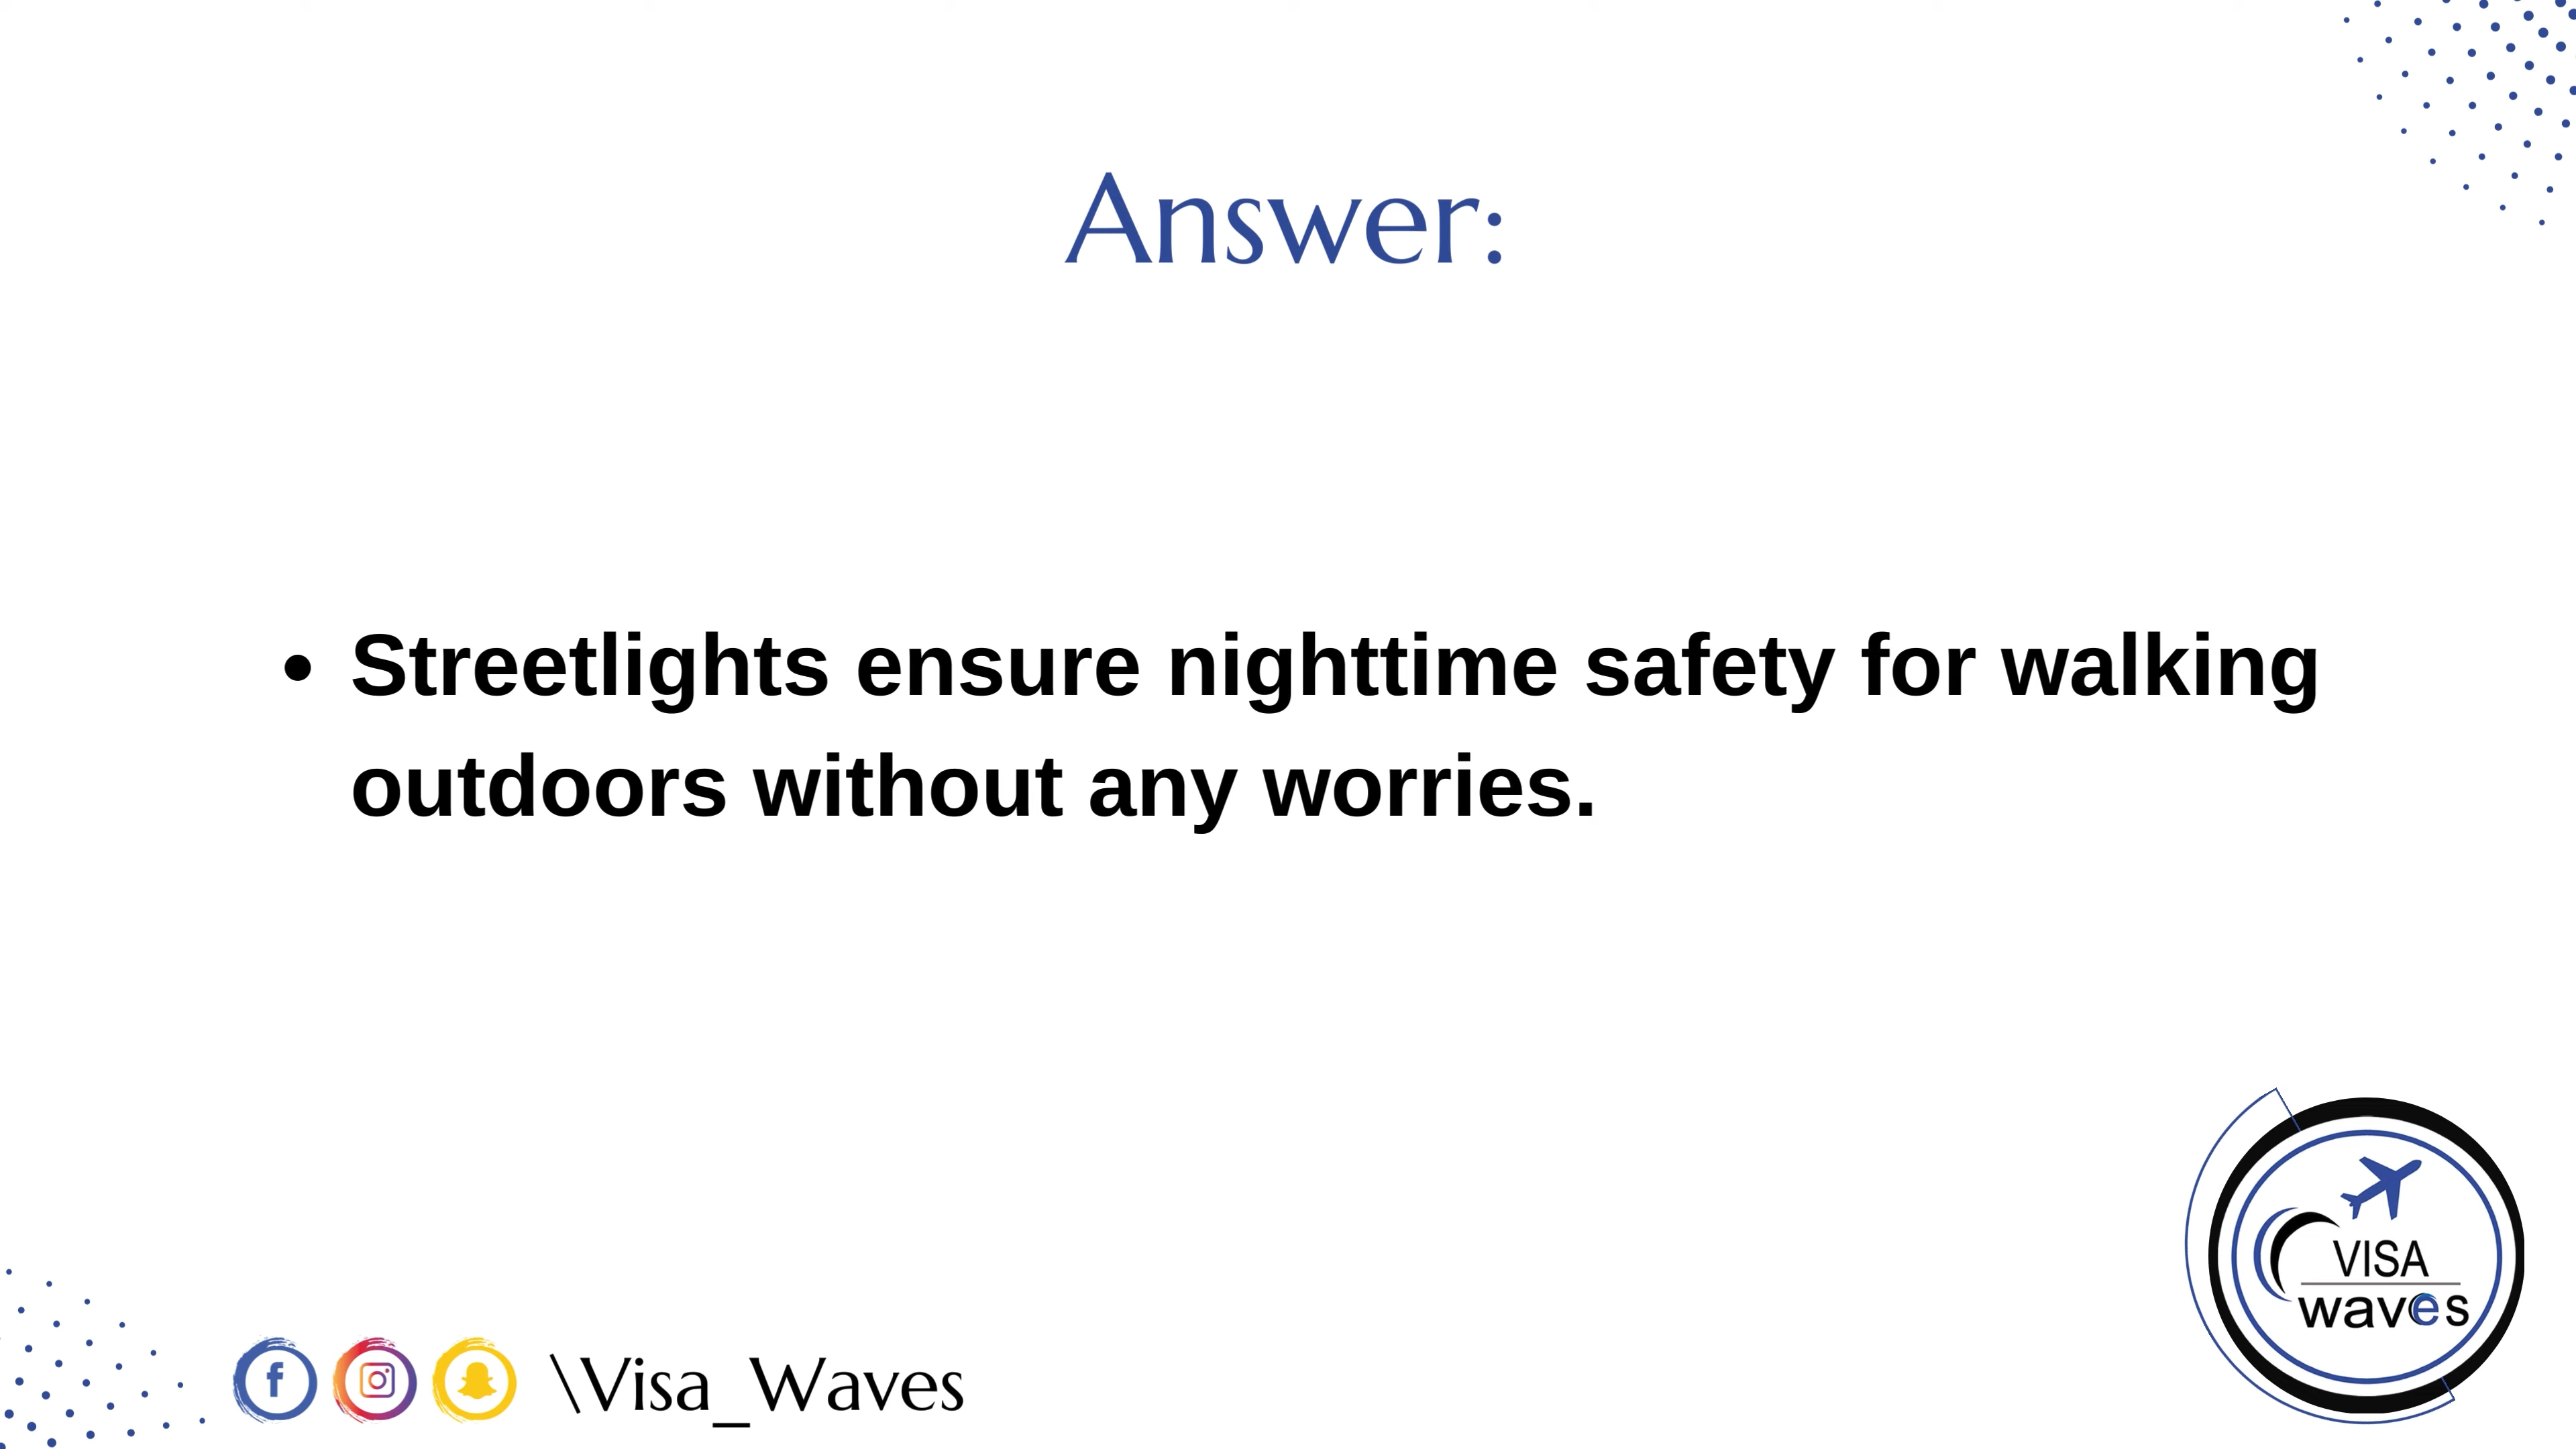 Answer:
• Streetlights ensure nighttime safety for walking
outdoors without any worries.
VISA
waves
\Visa_Waves